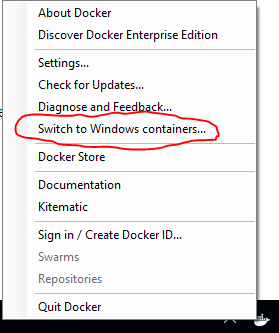 About Docker
Discover Docker Enterprise Edition
Settings...
Check for Updates...
Diagnose and Feedback...
Switch to Windows containers...
Docker Store
Documentation
Kitematic
Sign in / Create Docker ID...
Swarms
Repositories
Quit Docker